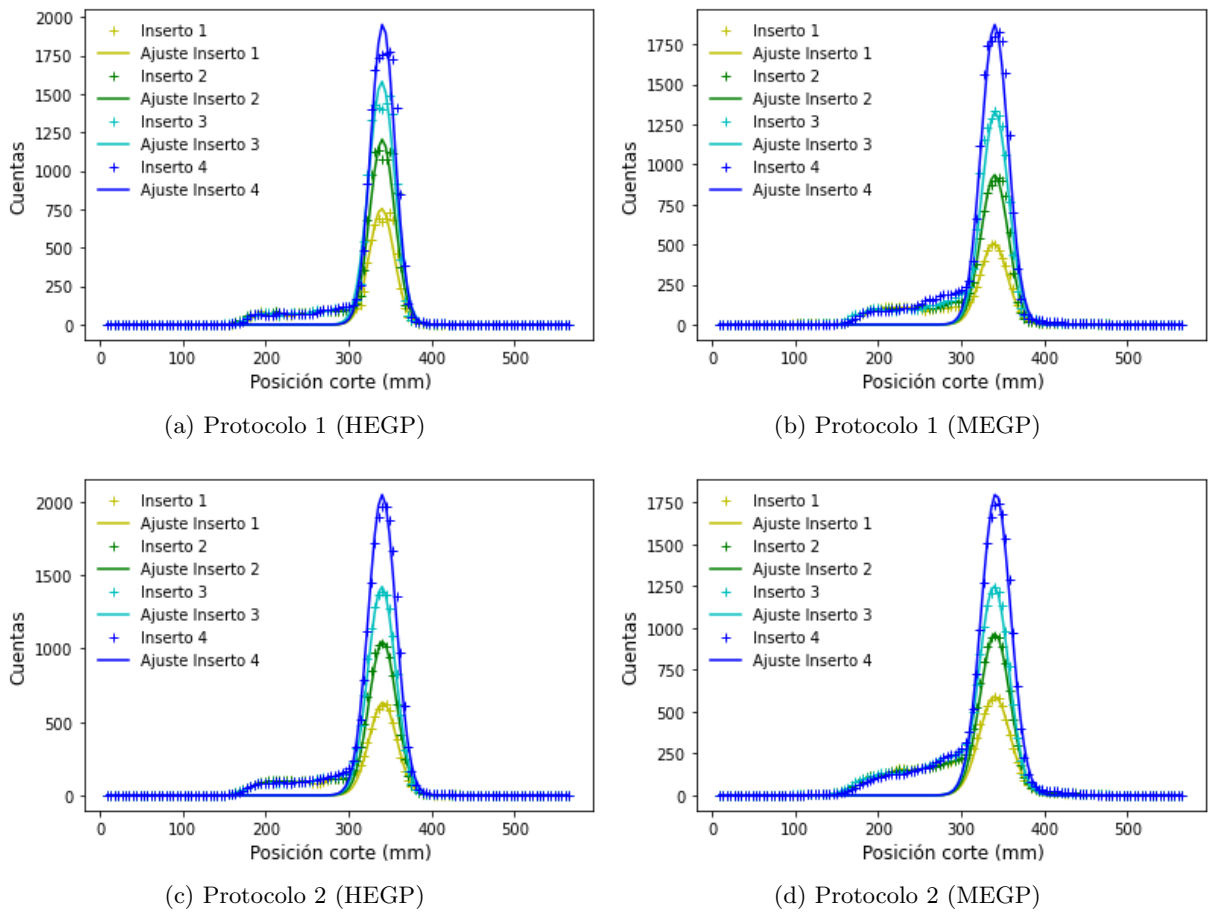 2000
1750
1500
1250
1000
750
500
250
0
Cuentas
Inserto 1
Ajuste Inserto 1
Inserto 2
Ajuste Inserto 2
Inserto 3
Ajuste Inserto 3
Inserto 4
Ajuste Inserto 4
0 100 200 300 400 500
Posición corte (mm)
(a) Protocolo 1 (HEGP)
1750
1500
1250
1000
750
500
250
0
Cuentas
Inserto 1
Ajuste Inserto 1
Inserto 2
Ajuste Inserto 2
Inserto 3
Ajuste Inserto 3
Inserto 4
Ajuste Inserto 4
0 100 200 300 400 500
Posición corte (mm)
(b) Protocolo 1 (MEGP)
2000
1500
1000
500
0
Cuentas
Inserto 1
Ajuste Inserto 1
Inserto 2
Ajuste Inserto 2
Inserto 3
Ajuste Inserto 3
Inserto 4
Ajuste Inserto 4
0 100 200 300 400 500
Posición corte (mm)
(c) Protocolo 2 (HEGP)
1750
1500
1250
1000
750
500
250
0
Cuentas
Inserto 1
Ajuste Inserto 1
Inserto 2
Ajuste Inserto 2
Inserto 3
Ajuste Inserto 3
Inserto 4
Ajuste Inserto 4
0 100 200 300 400 500
Posición corte (mm)
(d) Protocolo 2 (MEGP)